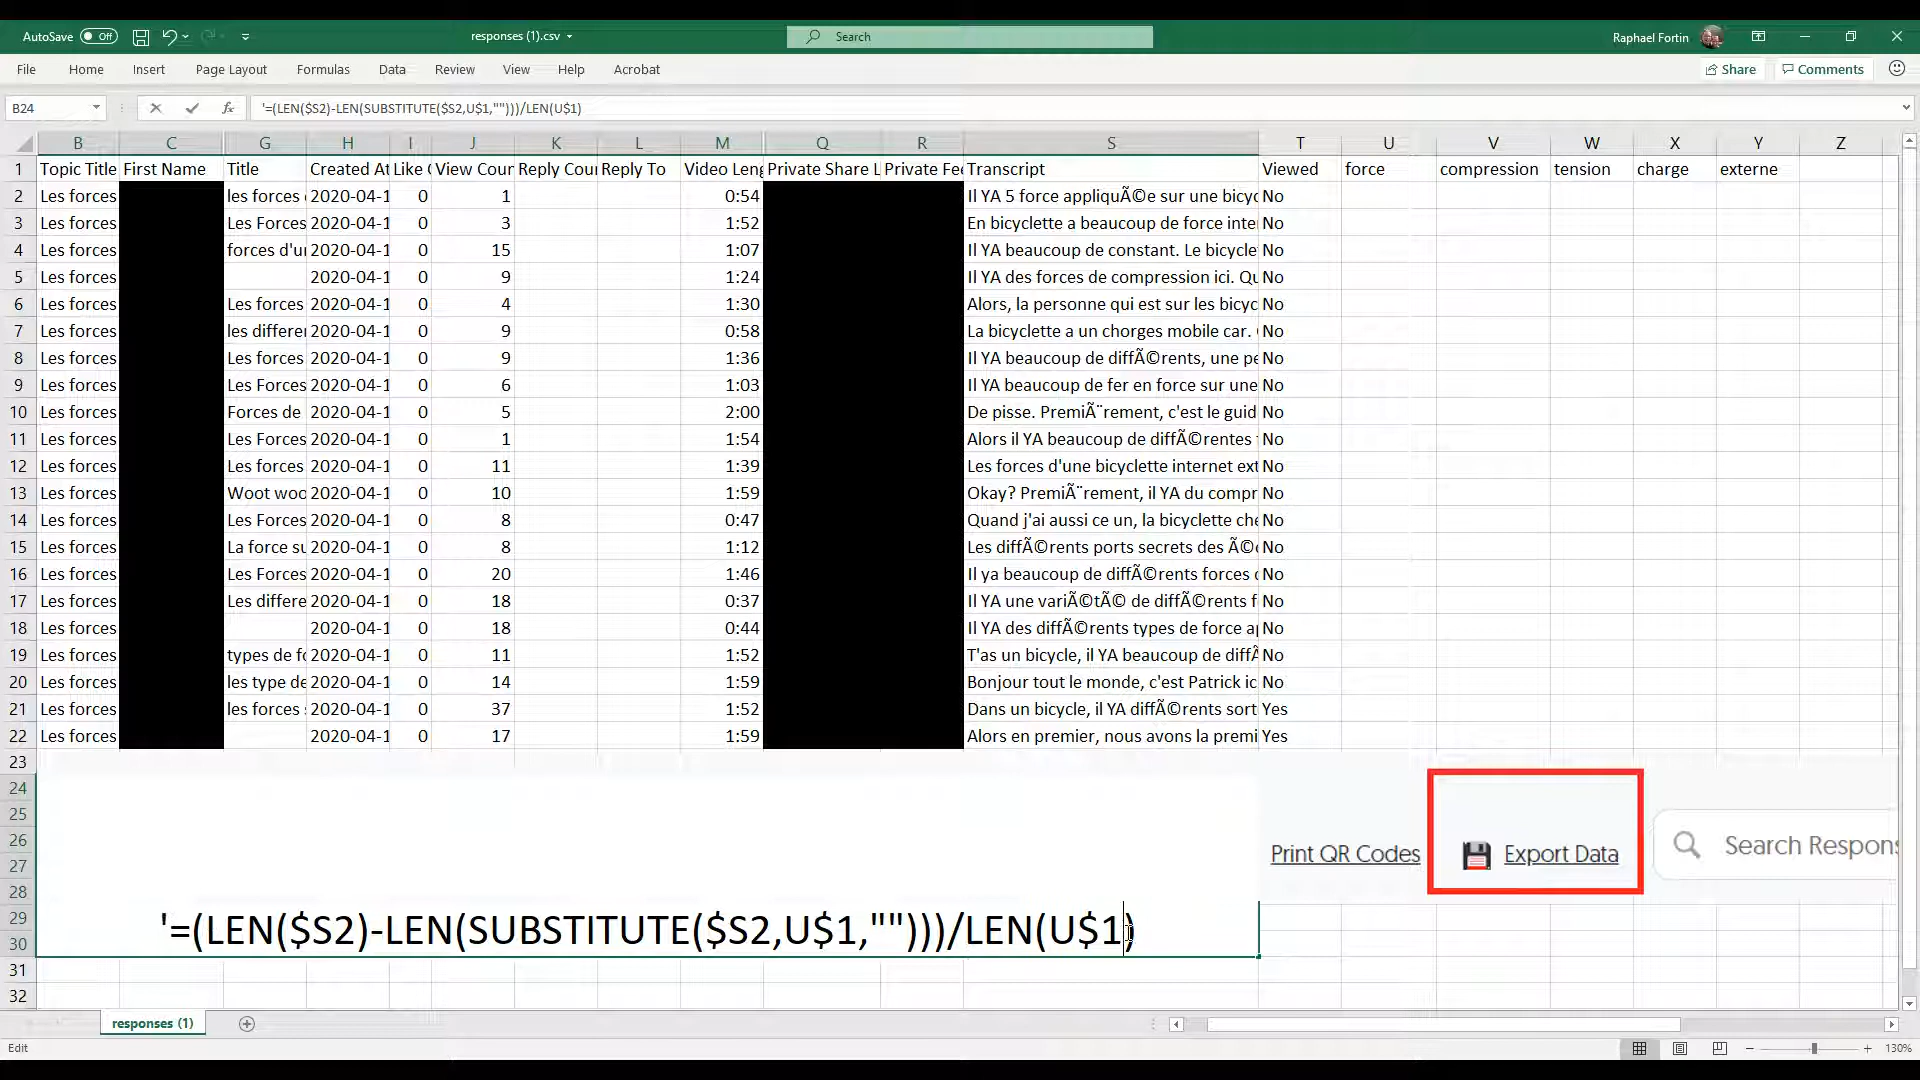 AutoSave Off responses (1).csv Search Raphael Fortin
File Home Insert Page Layout Formulas Data Review View Help Acrobat Share Comments
B24 fx '=(LEN($S2)-LEN(SUBSTITUTE($S2,U$1,"")))/LEN(U$1)
B C G H I J K L M Q R S T U V W X Y Z
1 Topic Title First Name Title Created At Like View Coun Reply Cour Reply To Video Leng Private Share L Private Fee Transcript Viewed force compression tension charge externe
2 Les forces les forces 2020-04-1 0 1 0:54 Il YA 5 force appliquÃ©e sur une bicyc No
3 Les forces Les Forces 2020-04-1 0 3 1:52 En bicyclette a beaucoup de force inte No
4 Les forces forces d'un 2020-04-1 0 15 1:07 Il YA beaucoup de constant. Le bicycle No
5 Les forces 2020-04-1 0 9 1:24 Il YA des forces de compression ici. Qu No
6 Les forces Les forces 2020-04-1 0 4 1:30 Alors, la personne qui est sur les bicyc No
7 Les forces les differen 2020-04-1 0 9 0:58 La bicyclette a un chorges mobile car. No
8 Les forces Les forces 2020-04-1 0 9 1:36 Il YA beaucoup de diffÃ©rents, une pe No
9 Les forces Les Forces 2020-04-1 0 6 1:03 Il YA beaucoup de fer en force sur une No
10 Les forces Forces de 2020-04-1 0 5 2:00 De pisse. PremiÃ¨rement, c'est le guid No
11 Les forces Les Forces 2020-04-1 0 1 1:54 Alors il YA beaucoup de diffÃ©rentes No
12 Les forces Les forces 2020-04-1 0 11 1:39 Les forces d'une bicyclette internet ext No
13 Les forces Woot woo 2020-04-1 0 10 1:59 Okay? PremiÃ¨rement, il YA du compr No
14 Les forces Les Forces 2020-04-1 0 8 0:47 Quand j'ai aussi ce un, la bicyclette che No
15 Les forces La force su 2020-04-1 0 8 1:12 Les diffÃ©rents ports secrets des Ã© No
16 Les forces Les Forces 2020-04-1 0 20 1:46 Il ya beaucoup de diffÃ©rents forces No
17 Les forces Les differe 2020-04-1 0 18 0:37 Il YA une variÃ©tÃ© de diffÃ©rents f No
18 Les forces 2020-04-1 0 18 0:44 Il YA des diffÃ©rents types de force a No
19 Les forces types de fo 2020-04-1 0 11 1:52 T'as un bicycle, il YA beaucoup de diffÃ No
20 Les forces les type de 2020-04-1 0 14 1:59 Bonjour tout le monde, c'est Patrick ic No
21 Les forces les forces 2020-04-1 0 37 1:52 Dans un bicycle, il YA diffÃ©rents sort Yes
22 Les forces 2020-04-1 0 17 1:59 Alors en premier, nous avons la premi Yes
23
24
25
26 Print QR Codes Export Data Search Respons
27
28
29 '=(LEN($S2)-LEN(SUBSTITUTE($S2,U$1,"")))/LEN(U$1)
30
31
32
responses (1)
Edit 130%